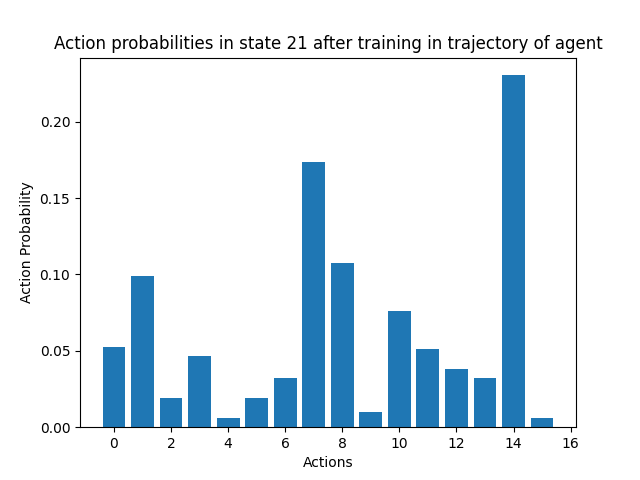 Action probabilities in state 21 after training in trajectory of agent
0.20
0.15
0.10
0.05
0.00
Action Probability
0 2 4 6 8 10 12 14 16
Actions